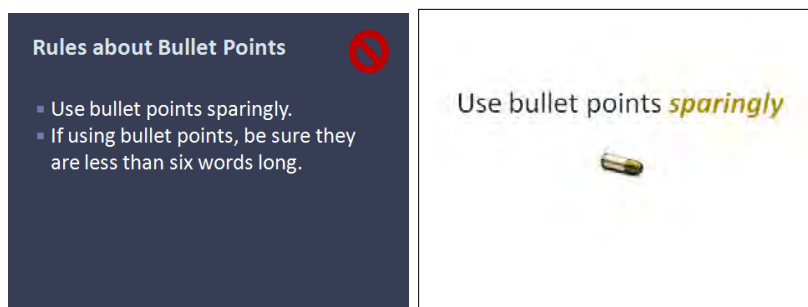 Rules about Bullet Points
Use bullet points sparingly.
If using bullet points, be sure they
are less than six words long.
Use bullet points sparingly